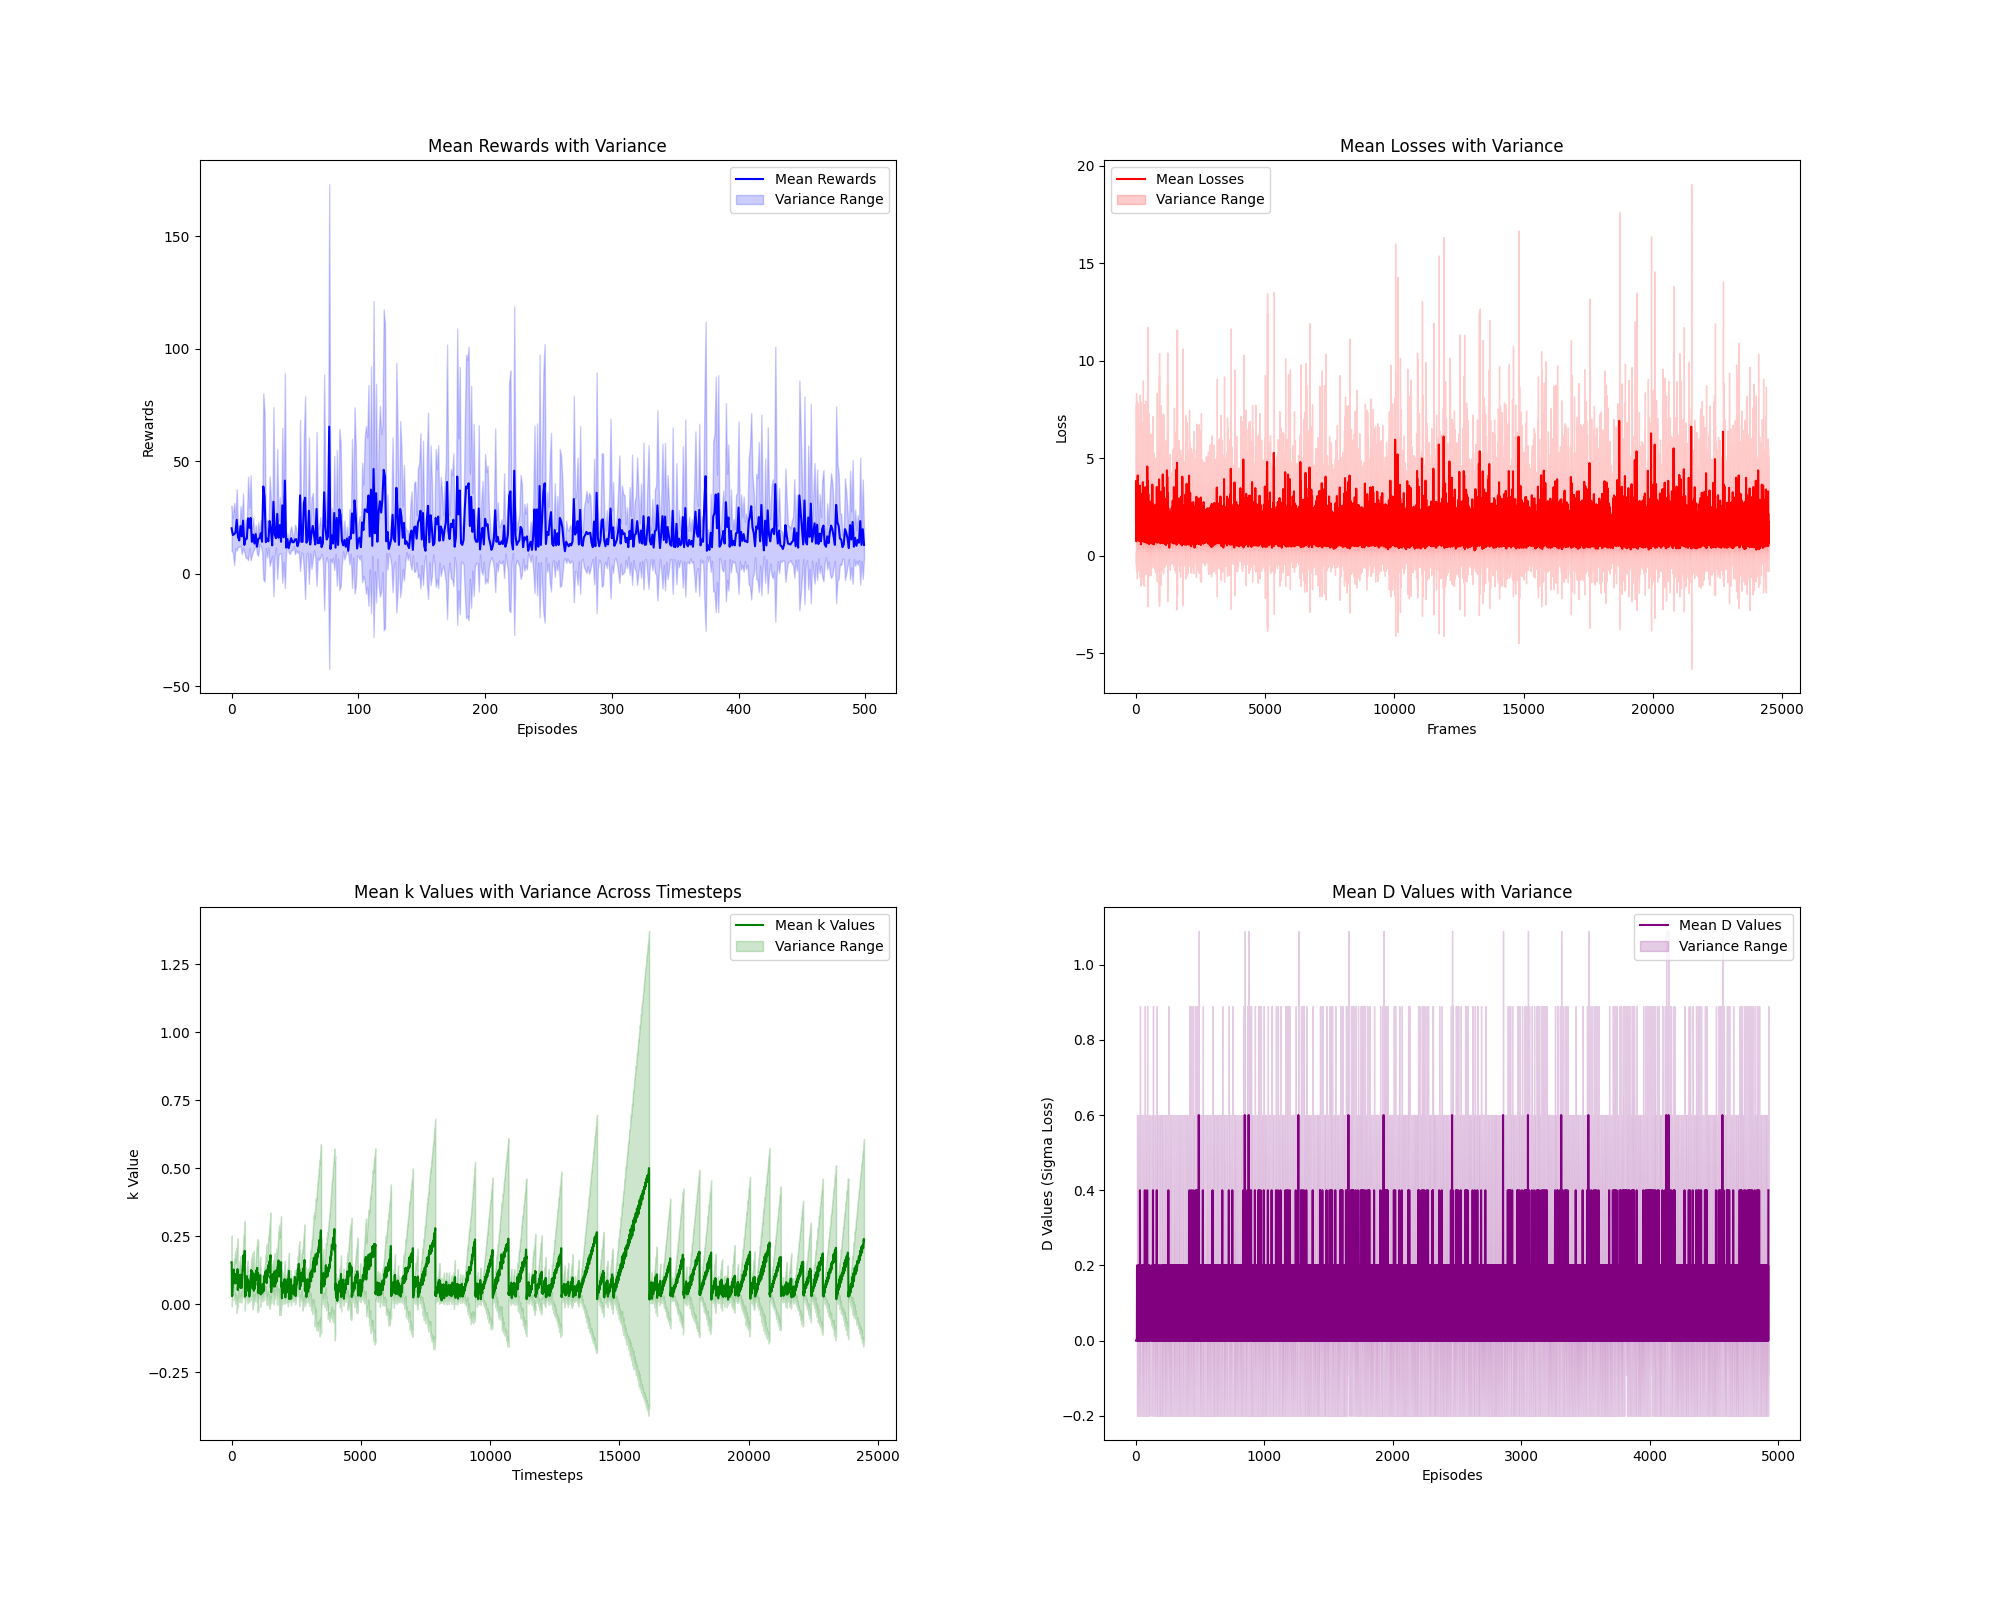 Mean Rewards with Variance
Mean Rewards
Variance Range
150
100
50
0
−50
Rewards
0 100 200 300 400 500
Episodes
Mean Losses with Variance
Mean Losses
Variance Range
20
15
10
5
0
−5
Loss
0 5000 10000 15000 20000 25000
Frames
Mean k Values with Variance Across Timesteps
Mean k Values
Variance Range
1.25
1.00
0.75
0.50
0.25
0.00
−0.25
k Value
0 5000 10000 15000 20000 25000
Timesteps
Mean D Values with Variance
Mean D Values
Variance Range
1.0
0.8
0.6
0.4
0.2
0.0
−0.2
D Values (Sigma Loss)
0 1000 2000 3000 4000 5000
Episodes